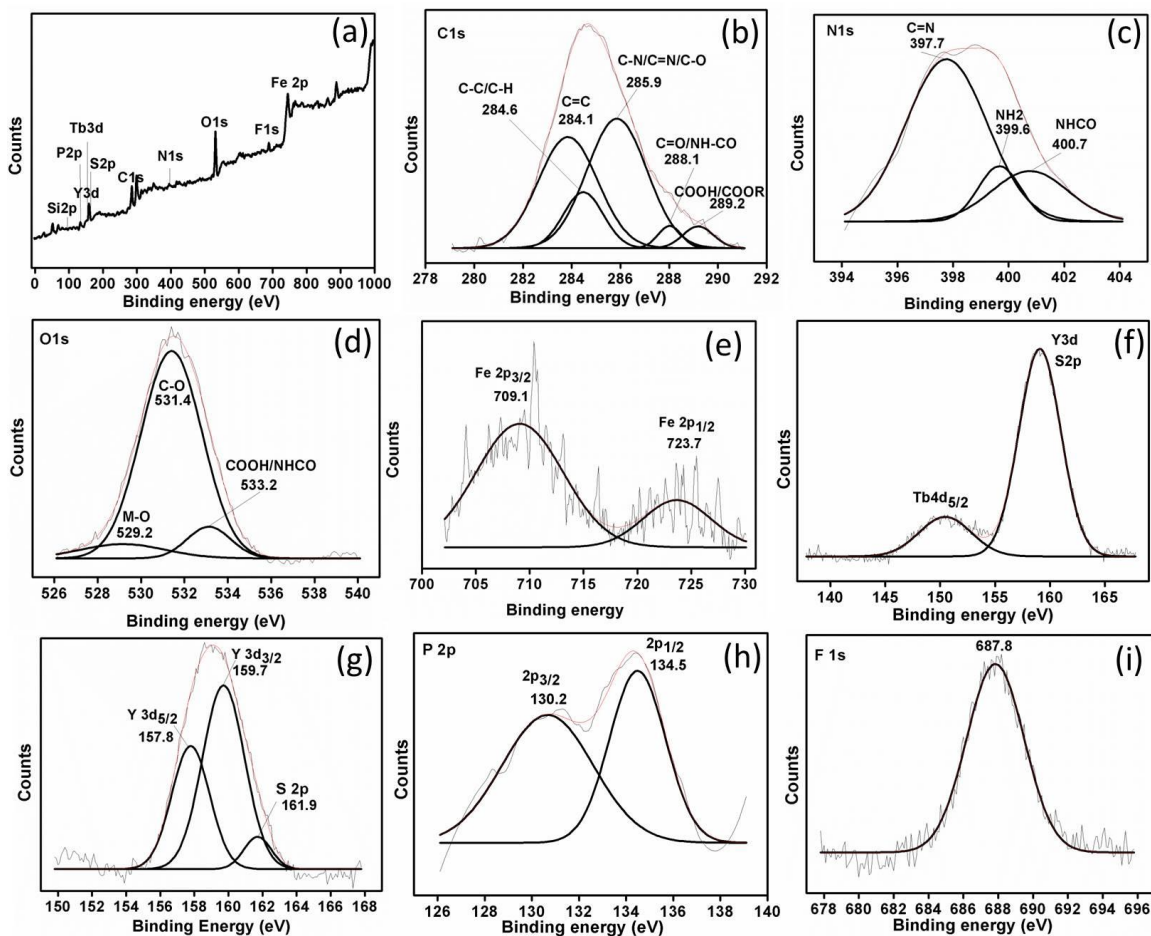 (a)
Fe 2p
Tb3d
P2p
S2p
O1s
F1s
N1s
C1s
Y3d
Si2p
Counts
0 100 200 300 400 500 600 700 800 900 1000
Binding energy (eV)
C1s
(b)
C-N/C=N/C-O
285.9
C-C/C-H
284.6
C=C
284.1
C=O/NH-CO
288.1
COOH/COOR
289.2
Counts
278 280 282 284 286 288 290 292
Binding energy (eV)
N1s
C=N
397.7
(c)
NH2
399.6
NHCO
400.7
Counts
394 396 398 400 402 404
Binding energy (eV)
O1s
(d)
C-O
531.4
COOH/NHCO
533.2
M-O
529.2
Counts
526 528 530 532 534 536 538 540
Binding energy (eV)
(e)
Fe 2p3/2
709.1
Fe 2p1/2
723.7
Counts
700 705 710 715 720 725 730
Binding energy
Y3d
S2p
(f)
Tb4d5/2
Counts
140 145 150 155 160 165
Binding energy (eV)
(g)
Y 3d3/2
159.7
Y 3d5/2
157.8
S 2p
161.9
Counts
150 152 154 156 158 160 162 164 166 168
Binding Energy (eV)
P 2p
2p1/2
134.5
(h)
2p3/2
130.2
Counts
126 128 130 132 134 136 138 140
Binding energy (eV)
F 1s
687.8
(i)
Counts
678 680 682 684 686 688 690 692 694 696
Binding energy (eV)